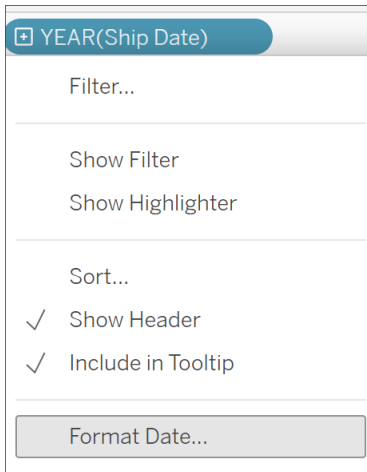 YEAR(Ship Date)
Filter...
Show Filter
Show Highlighter
Sort...
Show Header
Include in Tooltip
Format Date...